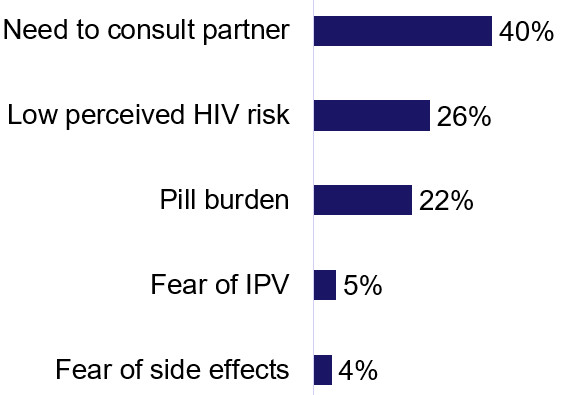 Need to consult partner 40%
Low perceived HIV risk 26%
Pill burden 22%
Fear of IPV 5%
Fear of side effects 4%